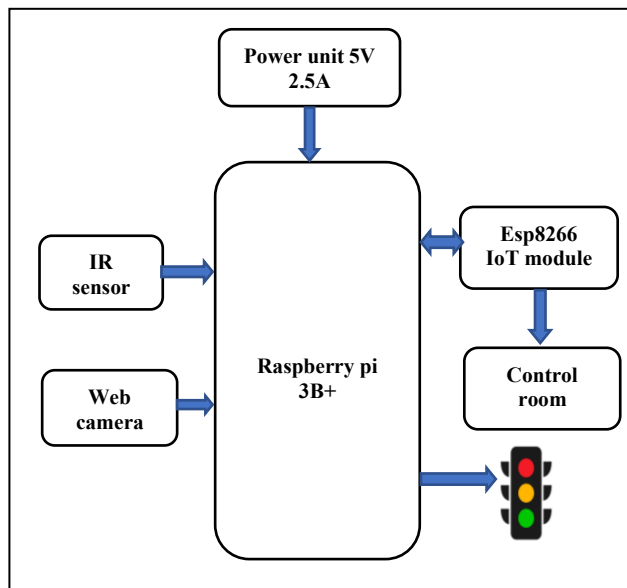 Power unit 5V
2.5A
Esp8266
IoT module
IR
sensor
Raspberry pi
3B+
Web
camera
Control
room